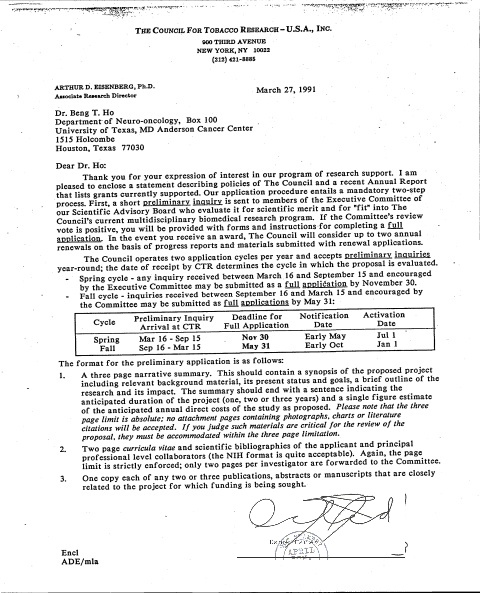 THE COUNCIL FOR TOBACCO RESEARCH – U.S.A., INC.
900 THIRD AVENUE
NEW YORK, NY 10022
(212) 421-8885
ARTHUR D. EISENBERG, Ph.D.
Associate Research Director
March 27, 1991
Dr. Beng T. Ho
Department of Neuro-oncology, Box 100
University of Texas, MD Anderson Cancer Center
1515 Holcombe
Houston, Texas 77030
Dear Dr. Ho:
Thank you for your expression of interest in our program of research support. I am
pleased to enclose a statement describing policies of The Council and a recent Annual Report
that lists grants currently supported. Our application procedure entails a mandatory two-step
process. First, a short preliminary inquiry is sent to members of the Executive Committee of
our Scientific Advisory Board who evaluate it for scientific merit and for "fit" into The
Council's current multidisciplinary biomedical research program. If the Committee's review
vote is positive, you will be provided with forms and instructions for completing a full
application. In the event you receive an award, The Council will consider up to two annual
renewals on the basis of progress reports and materials submitted with renewal applications.
The Council operates two application cycles per year and accepts preliminary inquiries
year-round; the date of receipt by CTR determines the cycle in which the proposal is evaluated.
- Spring cycle - any inquiry received between March 16 and September 15 and encouraged
by the Executive Committee may be submitted as a full application by November 30.
- Fall cycle - inquiries received between September 16 and March 15 and encouraged by
the Committee may be submitted as full applications by May 31:
Cycle Preliminary Inquiry Arrival at CTR Deadline for Full Application Notification Date Activation Date
Spring Mar 16 - Sep 15 Nov 30 Early May Jul 1
Fall Sep 16 - Mar 15 May 31 Early Oct Jan 1
The format for the preliminary application is as follows:
1. A three page narrative summary. This should contain a synopsis of the proposed project
including relevant background material, its present status and goals, a brief outline of the
research and its impact. The summary should end with a sentence indicating the
anticipated duration of the project (one, two or three years) and a single figure estimate
of the anticipated annual direct costs of the study as proposed. Please note that the three
page limit is absolute; no attachment pages containing photographs, charts or literature
citations will be accepted. If you judge such materials are critical for the review of the
proposal, they must be accommodated within the three page limitation.
2. Two page curricula vitae and scientific bibliographies of the applicant and principal
professional level collaborators (the NIH format is quite acceptable). Again, the page
limit is strictly enforced; only two pages per investigator are forwarded to the Committee.
3. One copy each of any two or three publications, abstracts or manuscripts that are closely
related to the project for which funding is being sought.
APRIL
Encl
ADE/mla